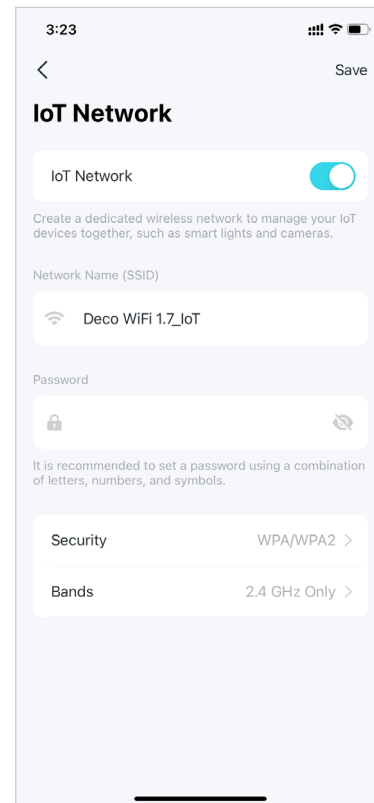 3:23
Save
IoT Network
IoT Network
Create a dedicated wireless network to manage your IoT
devices together, such as smart lights and cameras.
Network Name (SSID)
Deco WiFi 1.7_IoT
Password
It is recommended to set a password using a combination
of letters, numbers, and symbols.
Security WPA/WPA2 >
Bands 2.4 GHz Only >